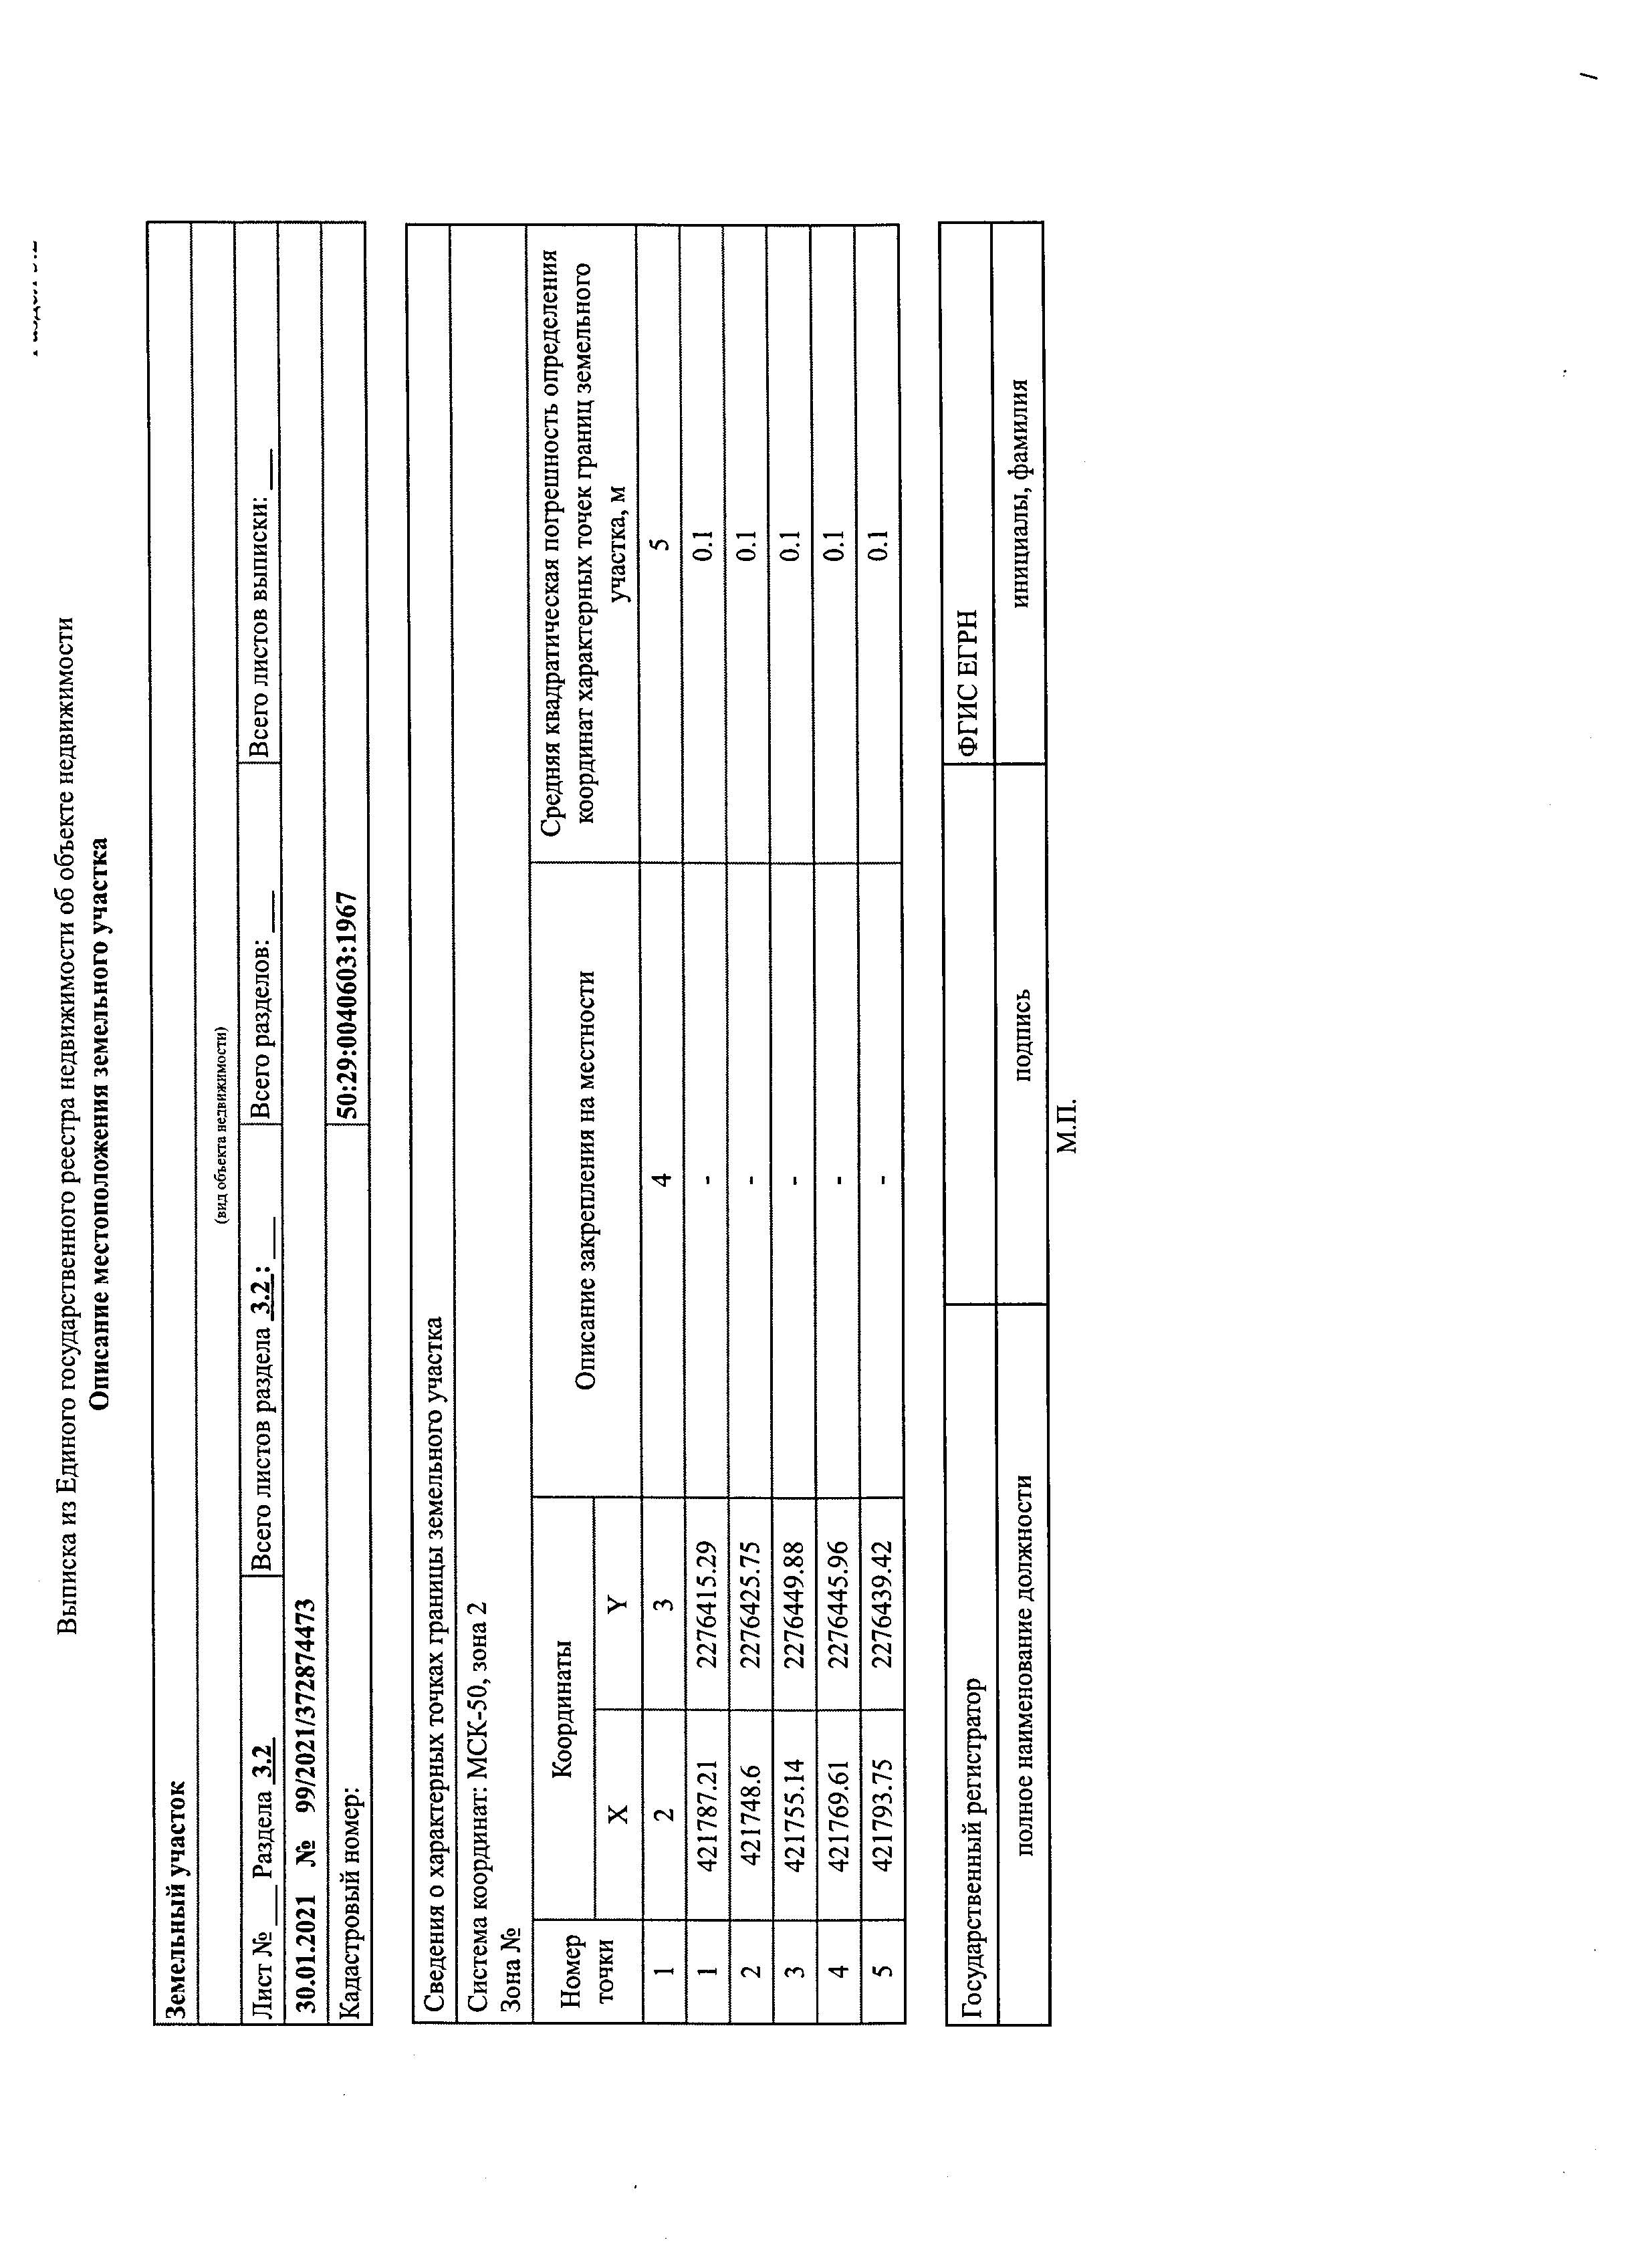 Раздел 3.2
Выписка из Единого государственного реестра недвижимости об объекте недвижимости
Описание местоположения земельного участка
Земельный участок
(вид объекта недвижимости)
Лист № ___ Раздела 3.2 Всего листов раздела 3.2 : ___ Всего разделов: ___ Всего листов выписки: ___
30.01.2021 № 99/2021/372874473
Кадастровый номер: 50:29:0040603:1967
Сведения о характерных точках границы земельного участка
Система координат: МСК-50, зона 2
Зона №
Номер точки Координаты Описание закрепления на местности Средняя квадратическая погрешность определения
координат характерных точек границ земельного
участка, м
X Y
1 2 3 4 5
1 421787.21 2276415.29 - 0.1
2 421748.6 2276425.75 - 0.1
3 421755.14 2276449.88 - 0.1
4 421769.61 2276445.96 - 0.1
5 421793.75 2276439.42 - 0.1
Государственный регистратор ФГИС ЕГРН
полное наименование должности подпись инициалы, фамилия
М.П.